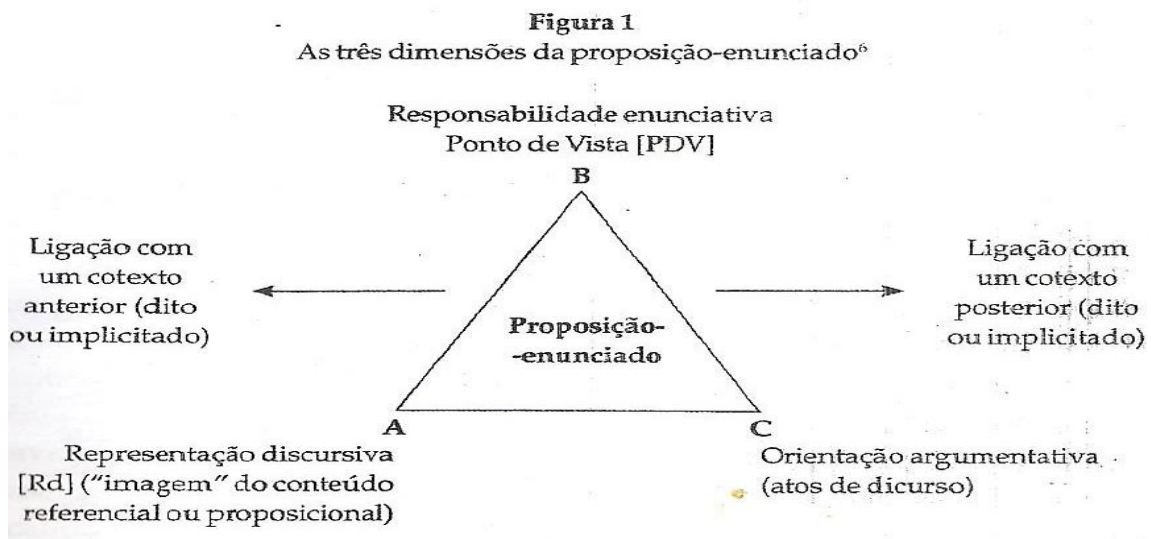 Figura 1
As três dimensões da proposição-enunciado⁶
Responsabilidade enunciativa
Ponto de Vista [PDV]
B
Ligação com
um cotexto
anterior (dito
ou implicitado)
Ligação com
um cotexto
posterior (dito
ou implicitado)
Proposição-
-enunciado
A
C
Representação discursiva
[Rd] ("imagem" do conteúdo
referencial ou proposicional)
Orientação argumentativa
(atos de dicurso)